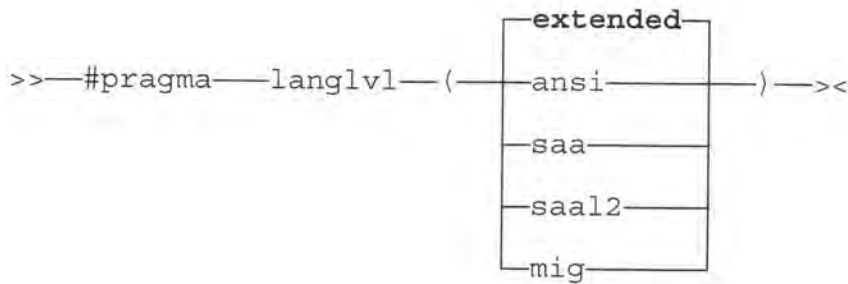 extended
>>—#pragma—langlvl—(—ansi—)—><
saa
saal2
mig